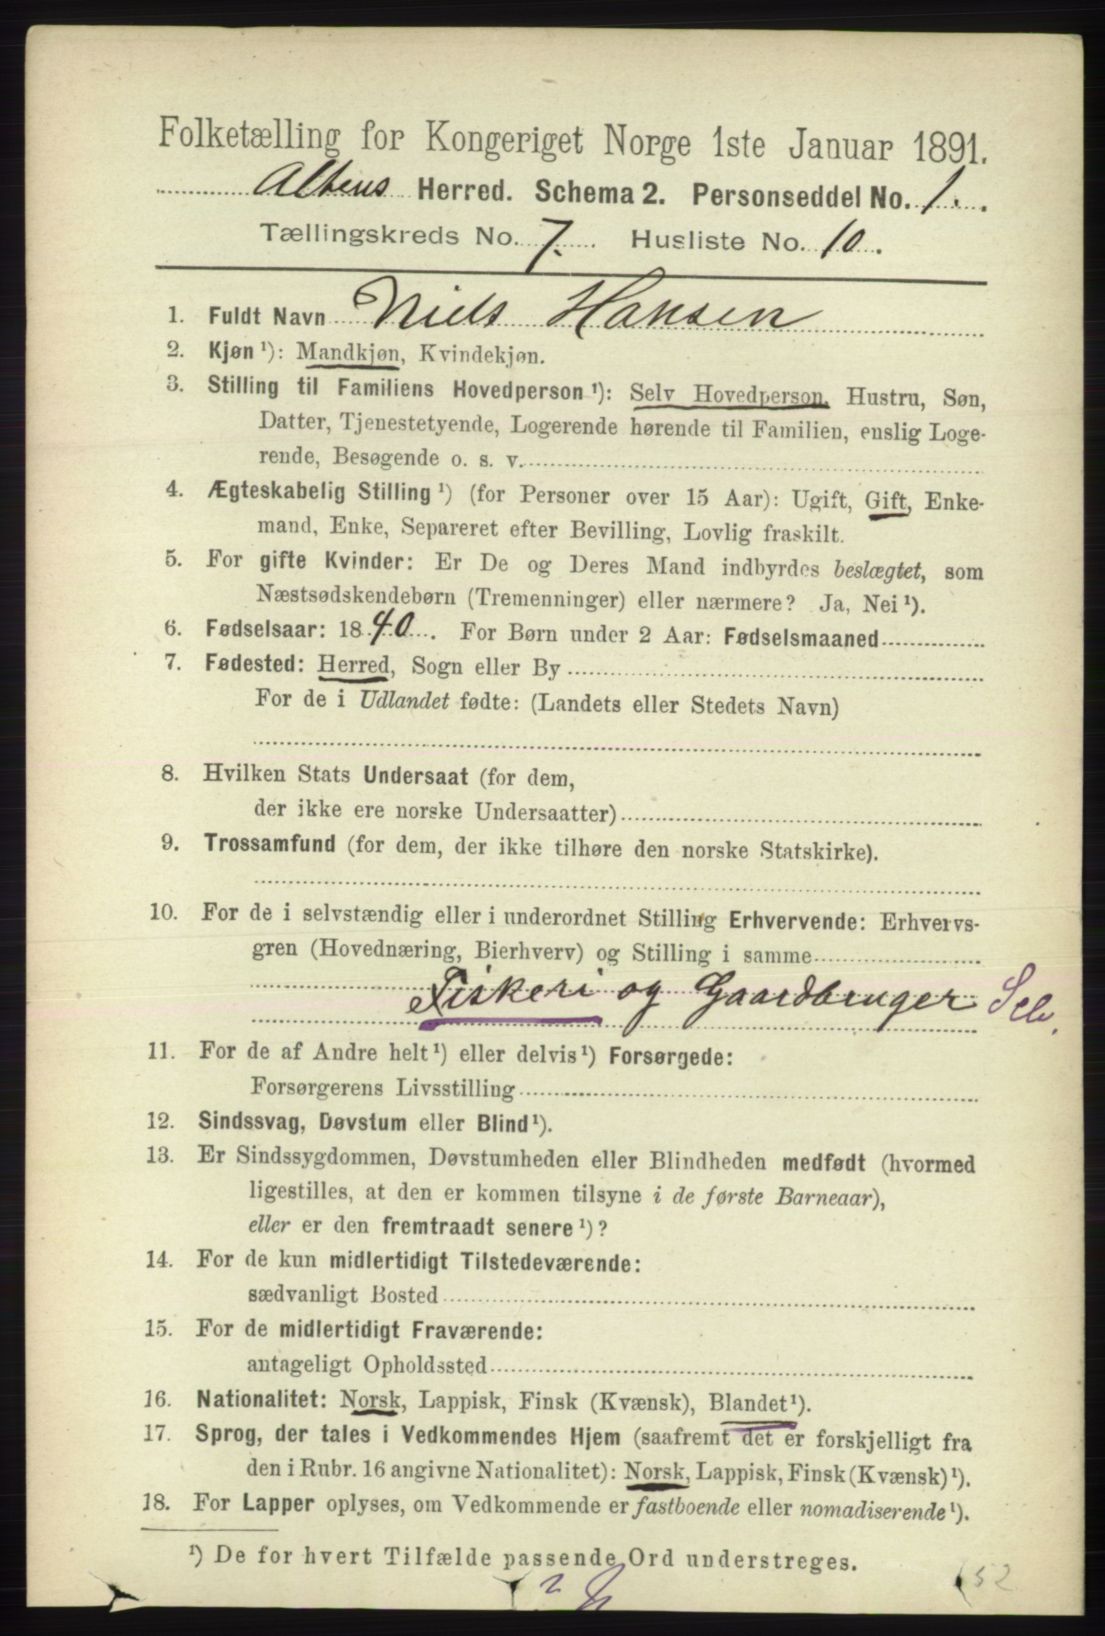 Folketælling for Kongeriget Norge 1ste Januar 1891.
Altens Herred. Schema 2. Personseddel No. 1.
Tællingskreds No. 7. Husliste No. 10.
1. Fuldt Navn Niels Hansen
2. Kjøn ¹): Mandkjøn, Kvindekjøn.
3. Stilling til Familiens Hovedperson ¹): Selv Hovedperson, Hustru, Søn,
Datter, Tjenestetyende, Logerende hørende til Familien, enslig Loge-
rende, Besøgende o. s. v.
4. Ægteskabelig Stilling ¹) (for Personer over 15 Aar): Ugift, Gift, Enke-
mand, Enke, Separeret efter Bevilling, Lovlig fraskilt.
5. For gifte Kvinder: Er De og Deres Mand indbyrdes beslægtet, som
Næstsødskendebørn (Tremenninger) eller nærmere? Ja, Nei ¹).
6. Fødselsaar: 1840. For Børn under 2 Aar: Fødselsmaaned
7. Fødested: Herred, Sogn eller By
For de i Udlandet fødte: (Landets eller Stedets Navn)
8. Hvilken Stats Undersaat (for dem,
der ikke ere norske Undersaatter)
9. Trossamfund (for dem, der ikke tilhøre den norske Statskirke).
10. For de i selvstændig eller i underordnet Stilling Erhvervende: Erhvervs-
gren (Hovednæring, Bierhverv) og Stilling i samme
Fiskeri og Gaardbruger Selv.
11. For de af Andre helt ¹) eller delvis ¹) Forsørgede:
Forsørgerens Livsstilling
12. Sindssvag, Døvstum eller Blind ¹).
13. Er Sindssygdommen, Døvstumheden eller Blindheden medfødt (hvormed
ligestilles, at den er kommen tilsyne i de første Barneaar),
eller er den fremtraadt senere ¹)?
14. For de kun midlertidigt Tilstedeværende:
sædvanligt Bosted
15. For de midlertidigt Fraværende:
antageligt Opholdssted
16. Nationalitet: Norsk, Lappisk, Finsk (Kvænsk), Blandet ¹).
17. Sprog, der tales i Vedkommendes Hjem (saafremt det er forskjelligt fra
den i Rubr. 16 angivne Nationalitet): Norsk, Lappisk, Finsk (Kvænsk) ¹).
18. For Lapper oplyses, om Vedkommende er fastboende eller nomadiserende ¹).
¹) De for hvert Tilfælde passende Ord understreges.
52